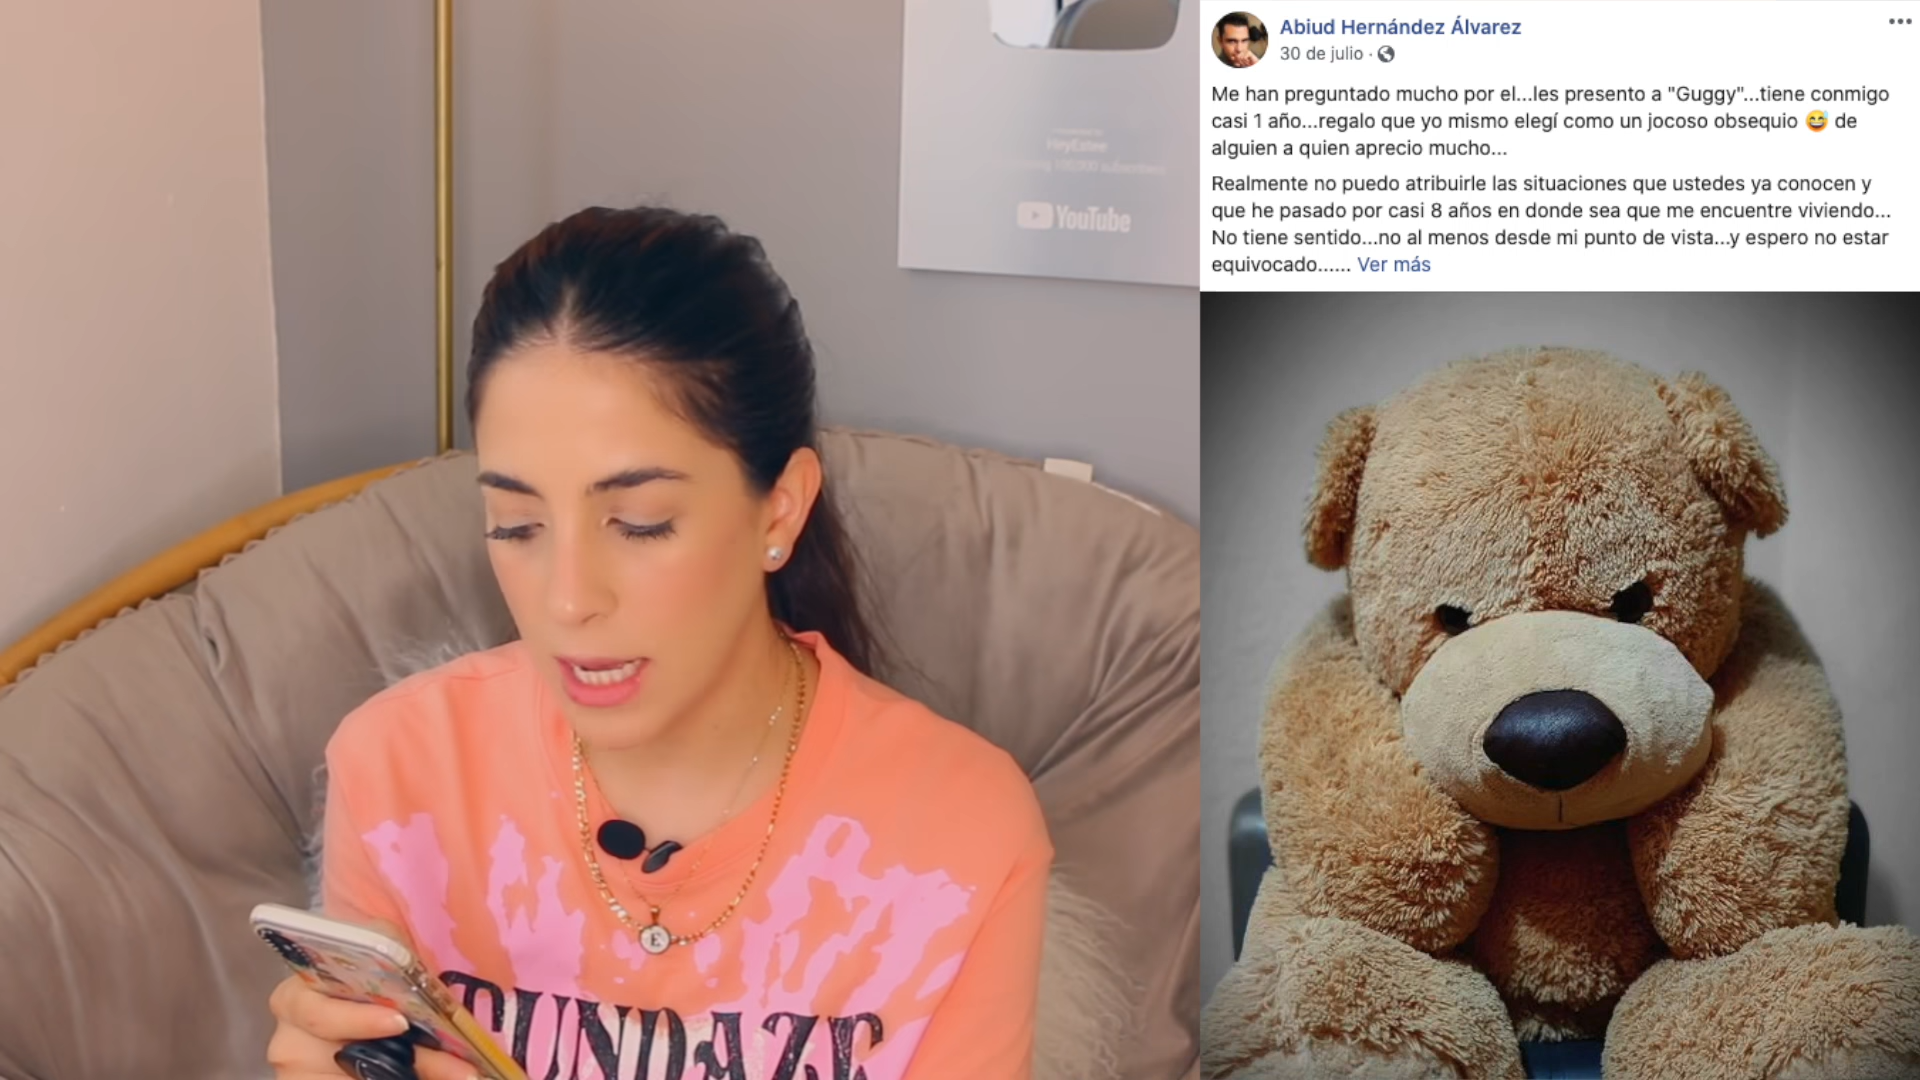 Abiud Hernández Álvarez
30 de julio ·
Me han preguntado mucho por el...les presento a "Guggy"...tiene conmigo
casi 1 año...regalo que yo mismo elegí como un jocoso obsequio 😅 de
alguien a quien aprecio mucho...
Realmente no puedo atribuirle las situaciones que ustedes ya conocen y
que he pasado por casi 8 años en donde sea que me encuentre viviendo...
No tiene sentido...no al menos desde mi punto de vista...y espero no estar
equivocado...... Ver más
HeyEstee
YouTube
E
SUNDAZE